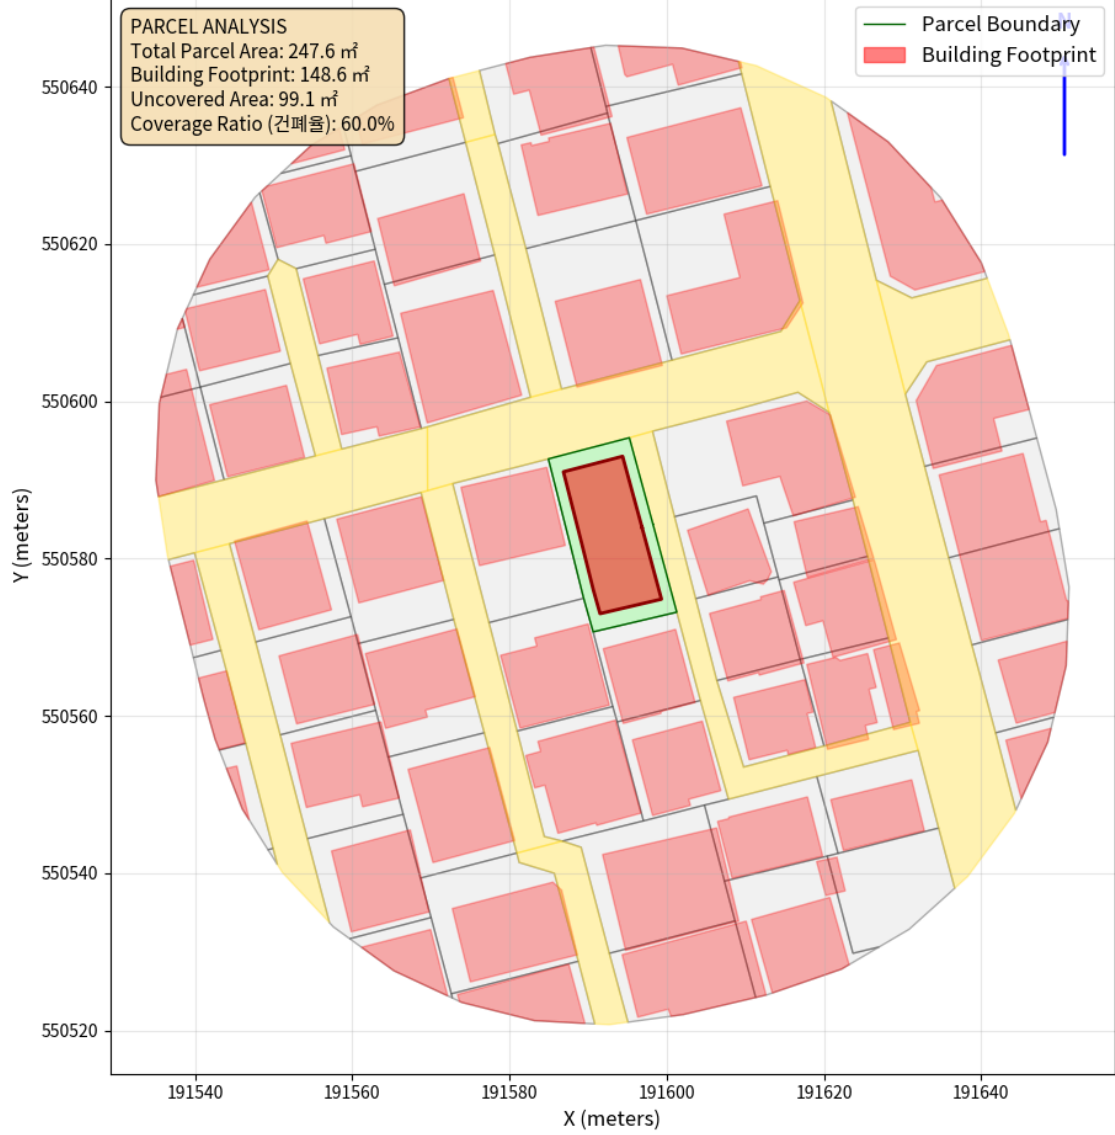 PARCEL ANALYSIS
Total Parcel Area: 247.6 ㎡
Building Footprint: 148.6 ㎡
Uncovered Area: 99.1 ㎡
Coverage Ratio (건폐율): 60.0%
N
Parcel Boundary
Building Footprint
550640
550620
550600
550580
550560
550540
550520
Y (meters)
191540
191560
191580
191600
191620
191640
X (meters)